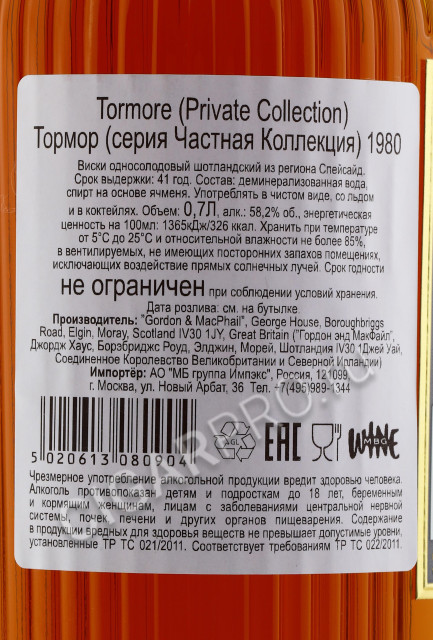 Tormore (Private Collection)
Тормор (серия Частная Коллекция) 1980
Виски односолодовый шотландский из региона Спейсайд.
Срок выдержки: 41 год. Состав: деминерализованная вода,
спирт на основе ячменя. Употреблять в чистом виде, со льдом
и в коктейлях. Объем: 0,7Л, алк.: 58,2% об., энергетическая
ценность на 100мл: 1365кДж/326 ккал. Хранить при температуре
от 5°С до 25°С и относительной влажности не более 85%,
в вентилируемых, не имеющих посторонних запахов помещениях,
исключающих воздействие прямых солнечных лучей. Срок годности
не ограничен при соблюдении условий хранения.
Дата розлива: см. на бутылке.
Производитель: "Gordon & MacPhail", George House, Boroughbriggs
Road, Elgin, Moray, Scotland IV30 1JY, Great Britain ("Гордон энд МакФайл",
Джордж Хаус, Борэрбриджс Роуд, Элджин, Морей, Шотландия IV30 1Джей Уай,
Соединенное Королевство Великобритании и Северной Ирландии)
Импортёр: АО "МБ группа Импэкс", Россия, 121099,
г. Москва, ул. Новый Арбат, 36 Тел. +7(495)989-1344
GL
EAC
WINE
MBG
5 020613 080904
Чрезмерное употребление алкогольной продукции вредит здоровью человека.
Алкоголь противопоказан детям и подросткам до 18 лет, беременным
и кормящим женщинам, лицам с заболеваниями центральной нервной
системы, почек, печени и других органов пищеварения. Содержание
в продукции вредных для здоровья веществ не превышает допустимые уровни,
установленные ТР ТС 021/2011. Соответствует требованиям ТР ТС 022/2011.
CIGARPRO.RU